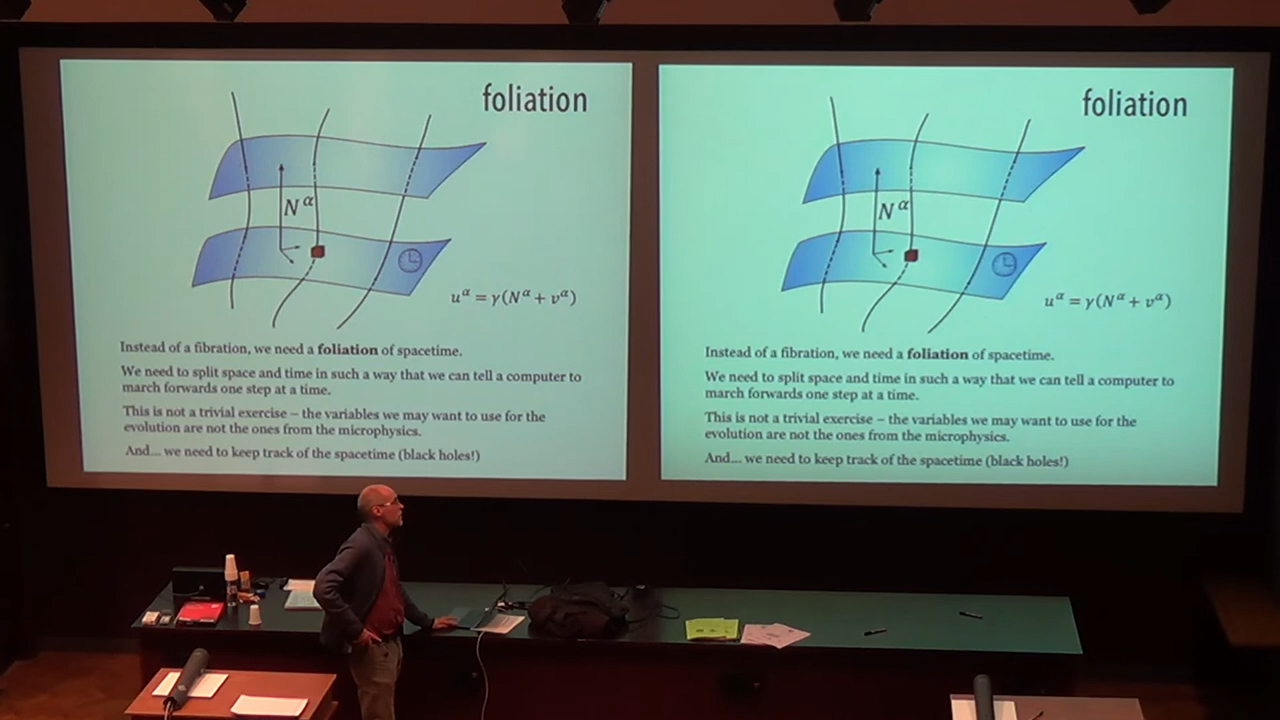 foliation
N^α
u^α = γ(N^α + v^α)
Instead of a fibration, we need a foliation of spacetime.
We need to split space and time in such a way that we can tell a computer to
march forwards one step at a time.
This is not a trivial exercise – the variables we may want to use for the
evolution are not the ones from the microphysics.
And... we need to keep track of the spacetime (black holes!)
foliation
N^α
u^α = γ(N^α + v^α)
Instead of a fibration, we need a foliation of spacetime.
We need to split space and time in such a way that we can tell a computer to
march forwards one step at a time.
This is not a trivial exercise – the variables we may want to use for the
evolution are not the ones from the microphysics.
And... we need to keep track of the spacetime (black holes!)